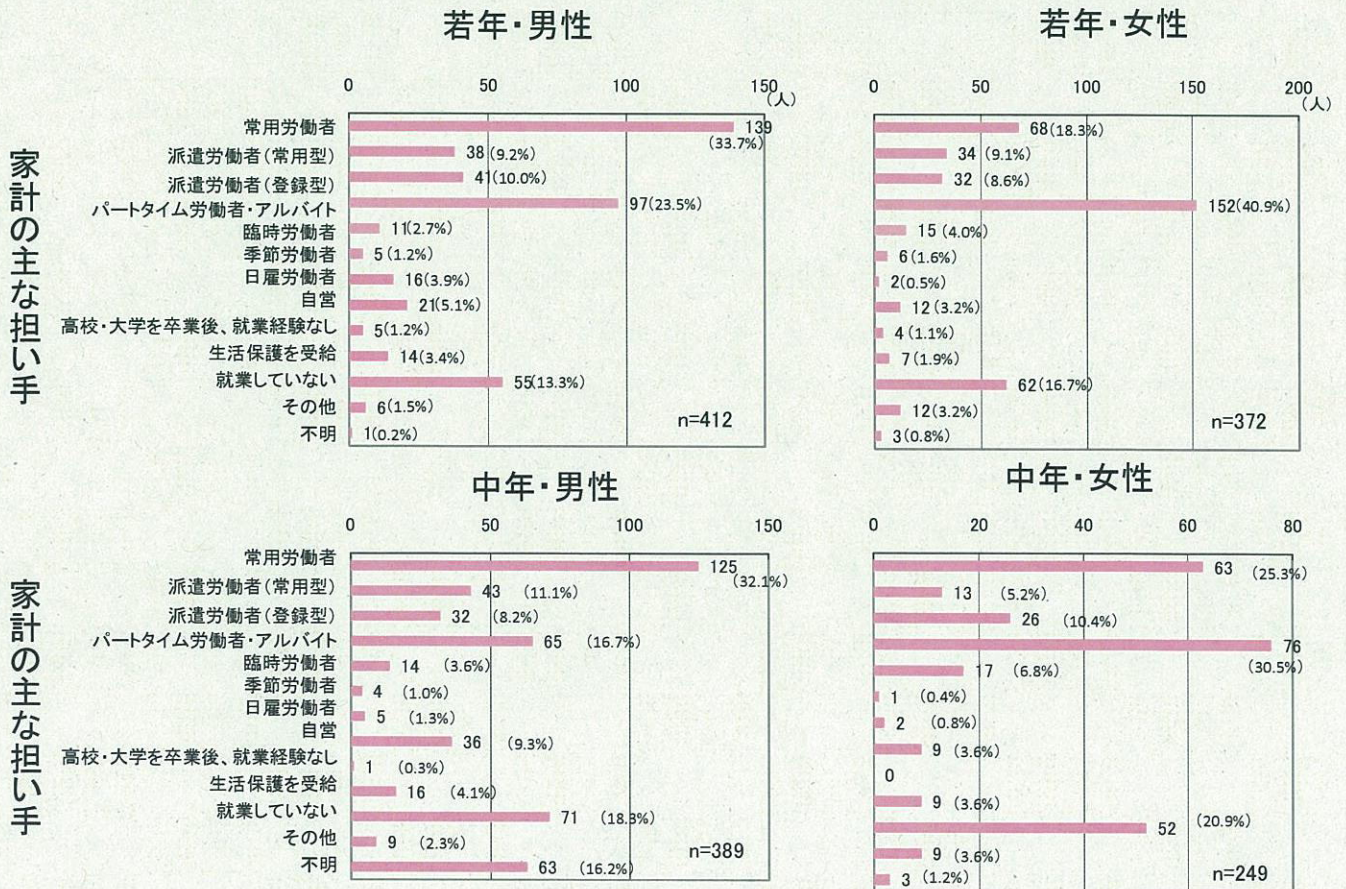 若年・男性
0 50 100 150
(人)
家計の主な担い手
常用労働者 139
(33.7%)
派遣労働者(常用型) 38(9.2%)
派遣労働者(登録型) 41(10.0%)
パートタイム労働者・アルバイト 97(23.5%)
臨時労働者 11(2.7%)
季節労働者 5(1.2%)
日雇労働者 16(3.9%)
自営 21(5.1%)
高校・大学を卒業後、就業経験なし 5(1.2%)
生活保護を受給 14(3.4%)
就業していない 55(13.3%)
その他 6(1.5%)
不明 1(0.2%)
n=412
若年・女性
0 50 100 150 200
(人)
68(18.3%)
34(9.1%)
32(8.6%)
152(40.9%)
15(4.0%)
6(1.6%)
2(0.5%)
12(3.2%)
4(1.1%)
7(1.9%)
62(16.7%)
12(3.2%)
3(0.8%)
n=372
中年・男性
0 50 100 150
家計の主な担い手
常用労働者 125
(32.1%)
派遣労働者(常用型) 43 (11.1%)
派遣労働者(登録型) 32 (8.2%)
パートタイム労働者・アルバイト 65 (16.7%)
臨時労働者 14 (3.6%)
季節労働者 4 (1.0%)
日雇労働者 5 (1.3%)
自営 36 (9.3%)
高校・大学を卒業後、就業経験なし 1 (0.3%)
生活保護を受給 16 (4.1%)
就業していない 71 (18.3%)
その他 9 (2.3%)
不明 63 (16.2%)
n=389
中年・女性
0 20 40 60 80
63 (25.3%)
13 (5.2%)
26 (10.4%)
76
(30.5%)
17 (6.8%)
1 (0.4%)
2 (0.8%)
9 (3.6%)
0
9 (3.6%)
52 (20.9%)
9 (3.6%)
3 (1.2%)
n=249